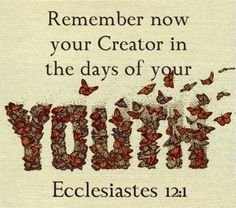 Remember now
your Creator in
the days of your
YOUTH
Ecclesiastes 12:1